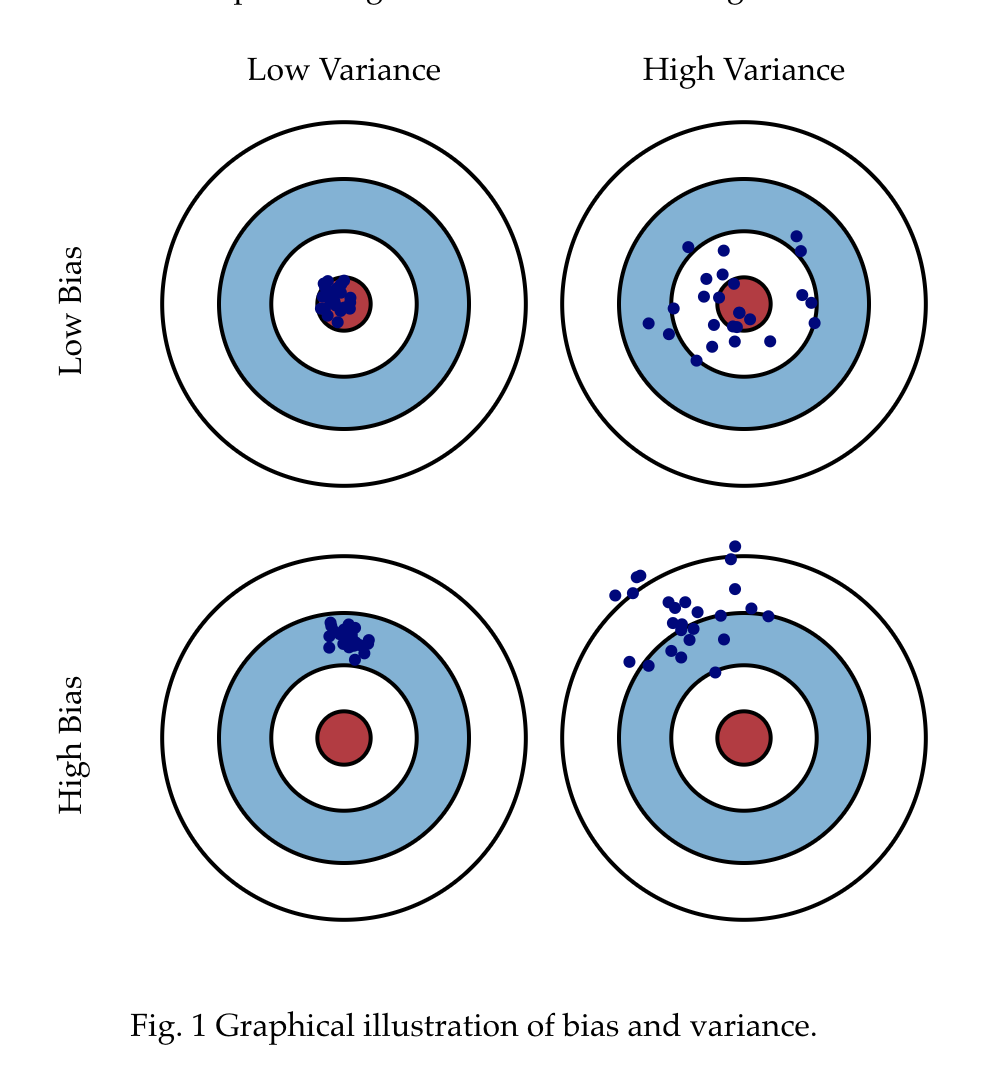 Low Variance
High Variance
Low Bias
High Bias
Fig. 1 Graphical illustration of bias and variance.